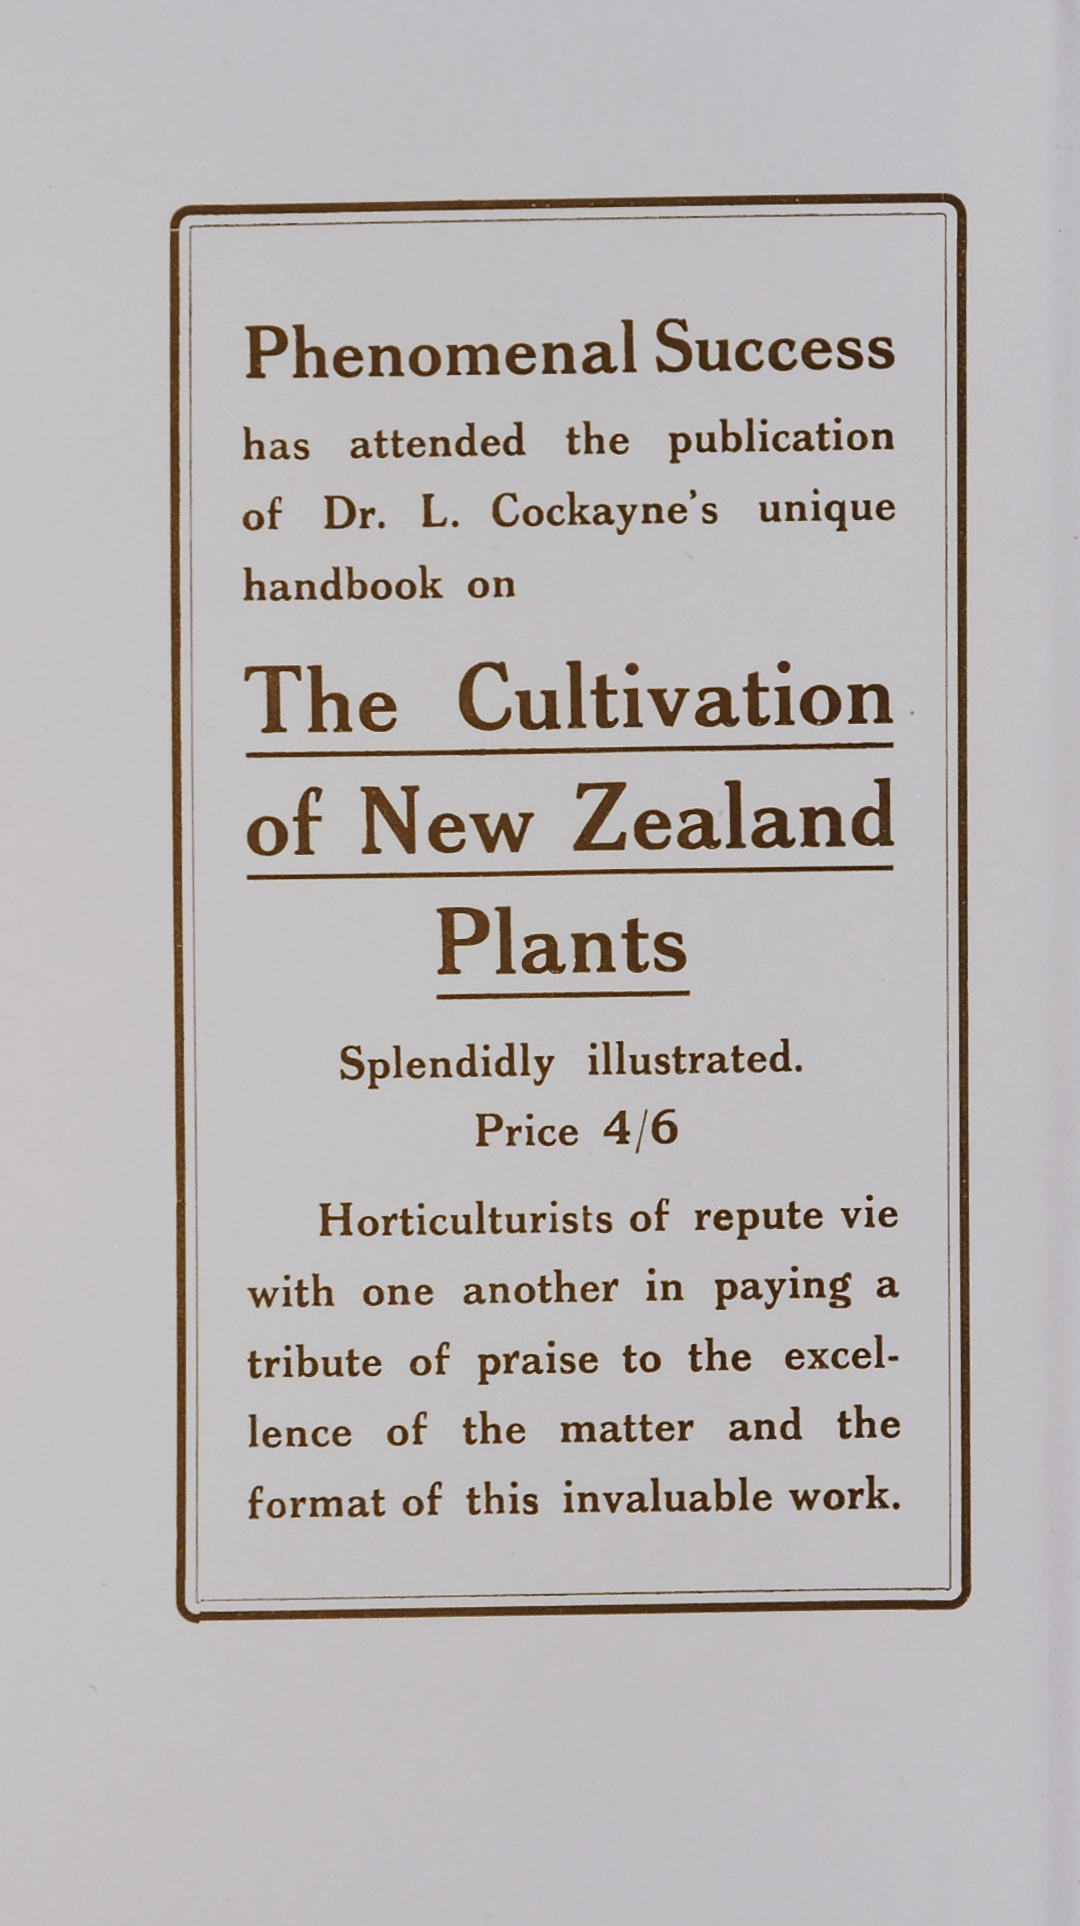 Phenomenal Success
has attended the publication
of Dr. L. Cockayne's unique
handbook on
The Cultivation
of New Zealand
Plants
Splendidly illustrated.
Price 4/6
Horticulturists of repute vie
with one another in paying a
tribute of praise to the excel-
lence of the matter and the
format of this invaluable work.